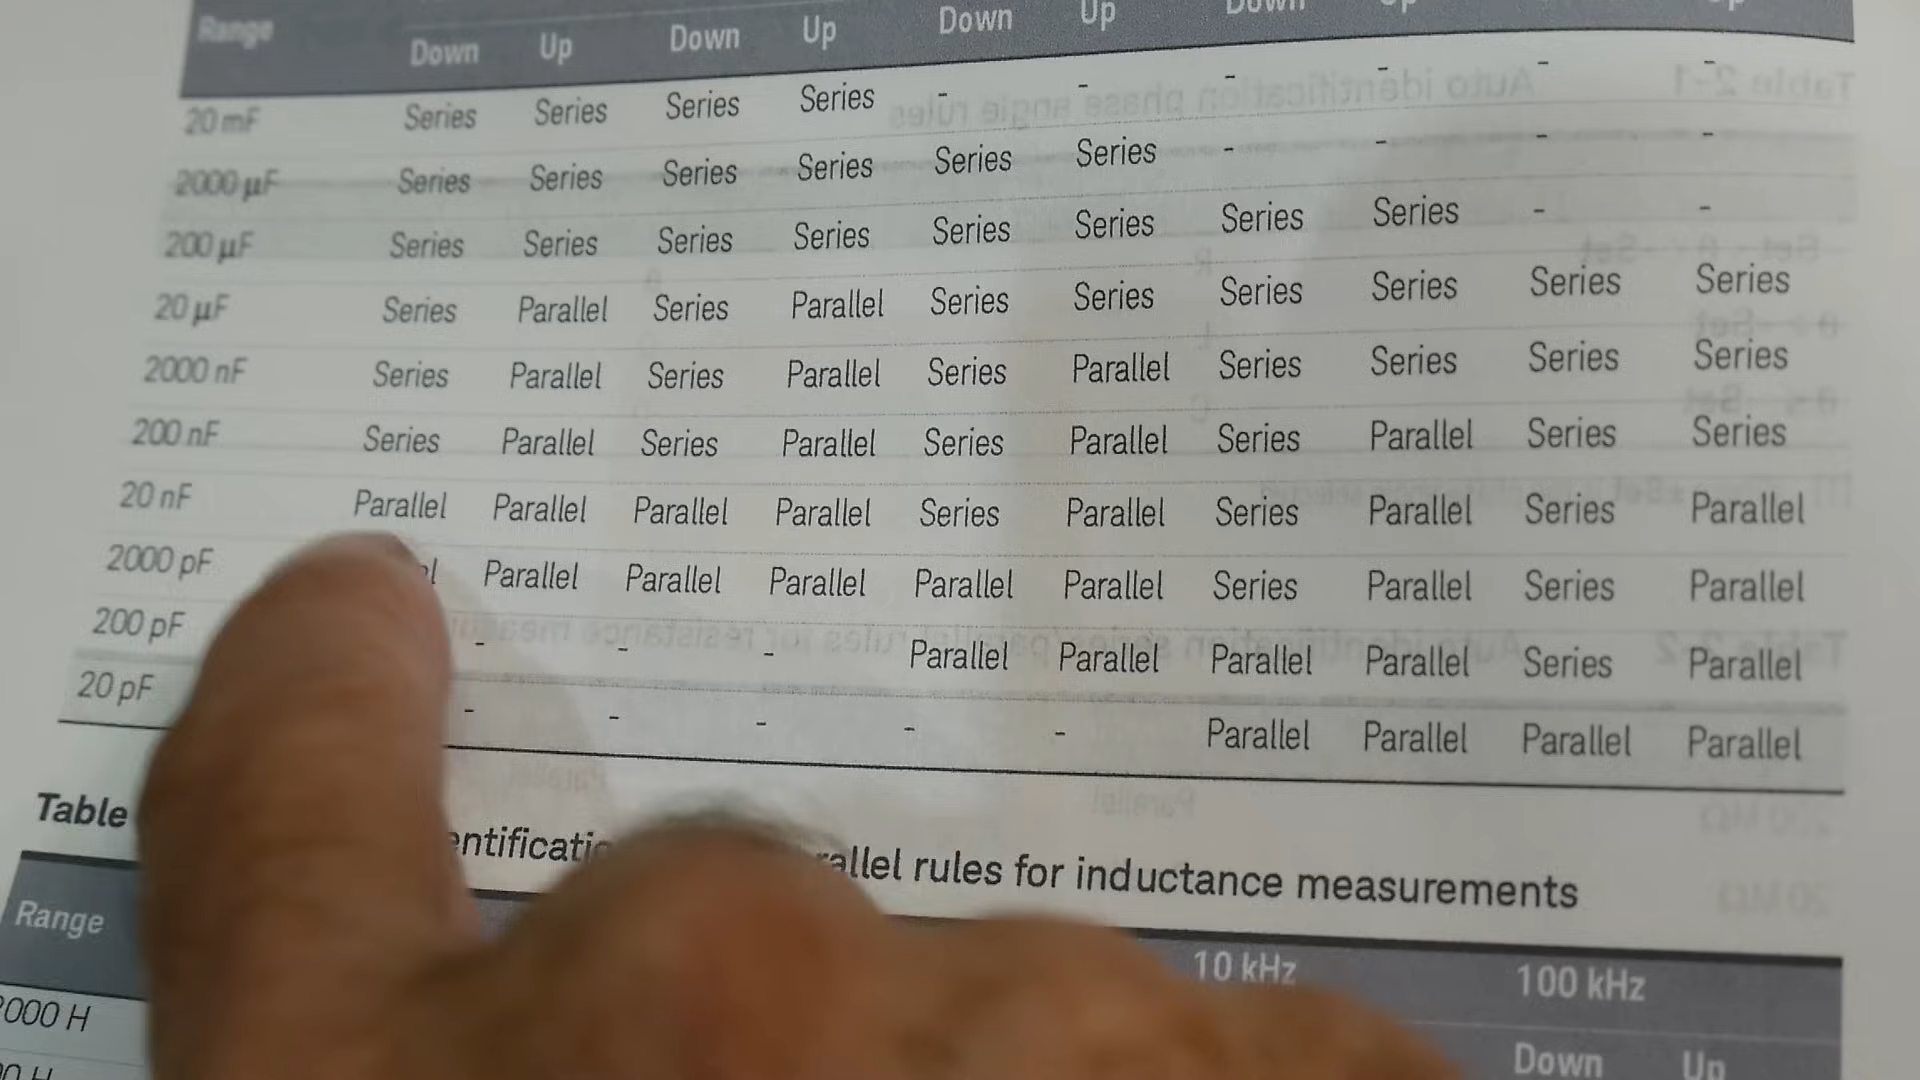 Range Down Up Down Up Down Up Down Up Up
20 mF Series Series Series Series - - - - - -
2000 µF Series Series Series Series Series Series - - - -
200 µF Series Series Series Series Series Series Series Series - -
20 µF Series Parallel Series Parallel Series Series Series Series Series Series
2000 nF Series Parallel Series Parallel Series Parallel Series Series Series Series
200 nF Series Parallel Series Parallel Series Parallel Series Parallel Series Series
20 nF Parallel Parallel Parallel Parallel Series Parallel Series Parallel Series Parallel
2000 pF Parallel Parallel Parallel Parallel Parallel Series Parallel Series Parallel
200 pF - - - Parallel Parallel Parallel Parallel Series Parallel
20 pF - - - - - Parallel Parallel Parallel Parallel
Table rules for inductance measurements
Range 10 kHz 100 kHz
Down Up
2000 H